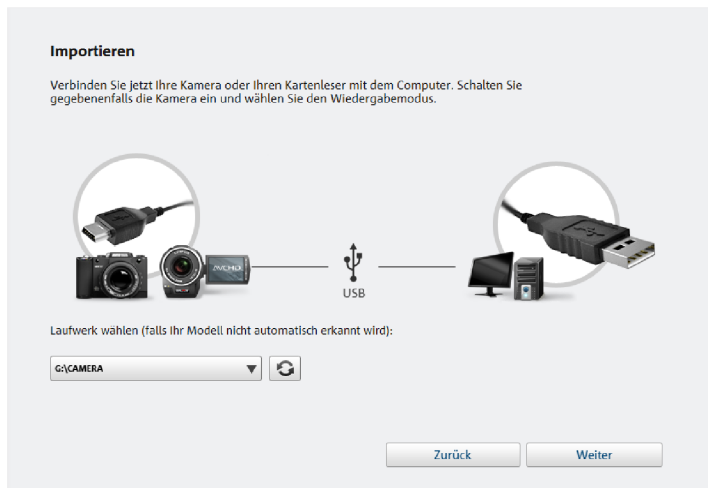 Importieren
Verbinden Sie jetzt Ihre Kamera oder Ihren Kartenleser mit dem Computer. Schalten Sie
gegebenenfalls die Kamera ein und wählen Sie den Wiedergabemodus.
AVCHD
USB
Laufwerk wählen (falls Ihr Modell nicht automatisch erkannt wird):
G:\CAMERA
Zurück
Weiter